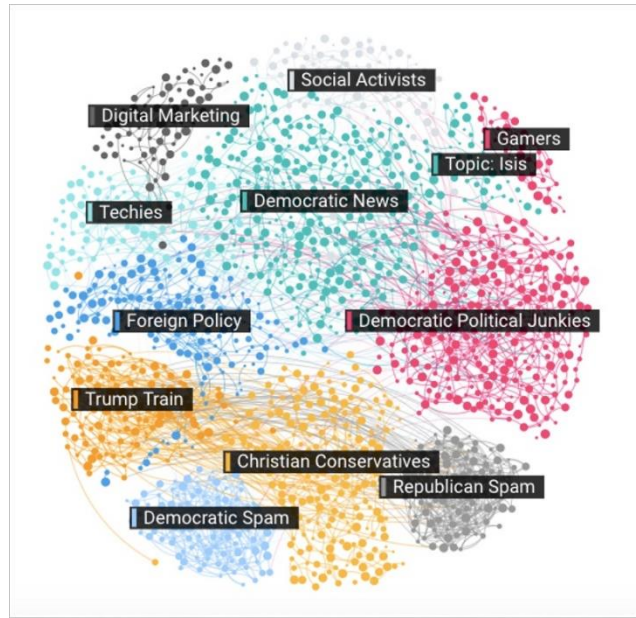 Social Activists
Digital Marketing
Gamers
Topic: Isis
Democratic News
Techies
Foreign Policy
Democratic Political Junkies
Trump Train
Christian Conservatives
Republican Spam
Democratic Spam